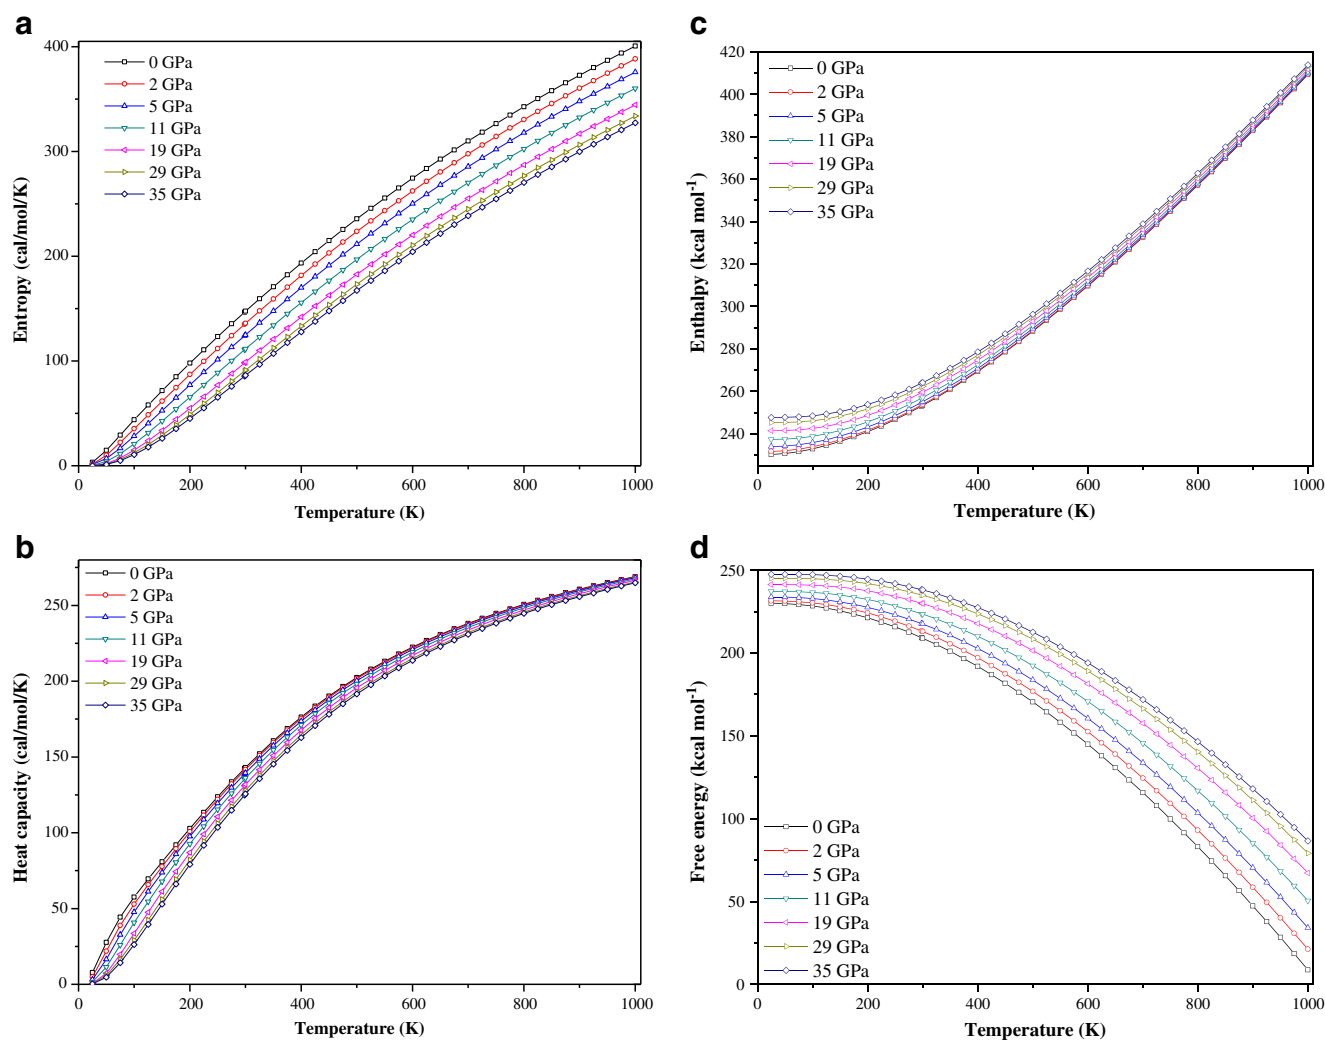 a
400
300
200
100
0
Entropy (cal/mol/K)
0 GPa
2 GPa
5 GPa
11 GPa
19 GPa
29 GPa
35 GPa
0 200 400 600 800 1000
Temperature (K)
b
250
200
150
100
50
0
Heat capacity (cal/mol/K)
0 GPa
2 GPa
5 GPa
11 GPa
19 GPa
29 GPa
35 GPa
0 200 400 600 800 1000
Temperature (K)
c
420
400
380
360
340
320
300
280
260
240
Enthalpy (kcal mol⁻¹)
0 GPa
2 GPa
5 GPa
11 GPa
19 GPa
29 GPa
35 GPa
0 200 400 600 800 1000
Temperature (K)
d
250
200
150
100
50
0
Free energy (kcal mol⁻¹)
0 GPa
2 GPa
5 GPa
11 GPa
19 GPa
29 GPa
35 GPa
0 200 400 600 800 1000
Temperature (K)